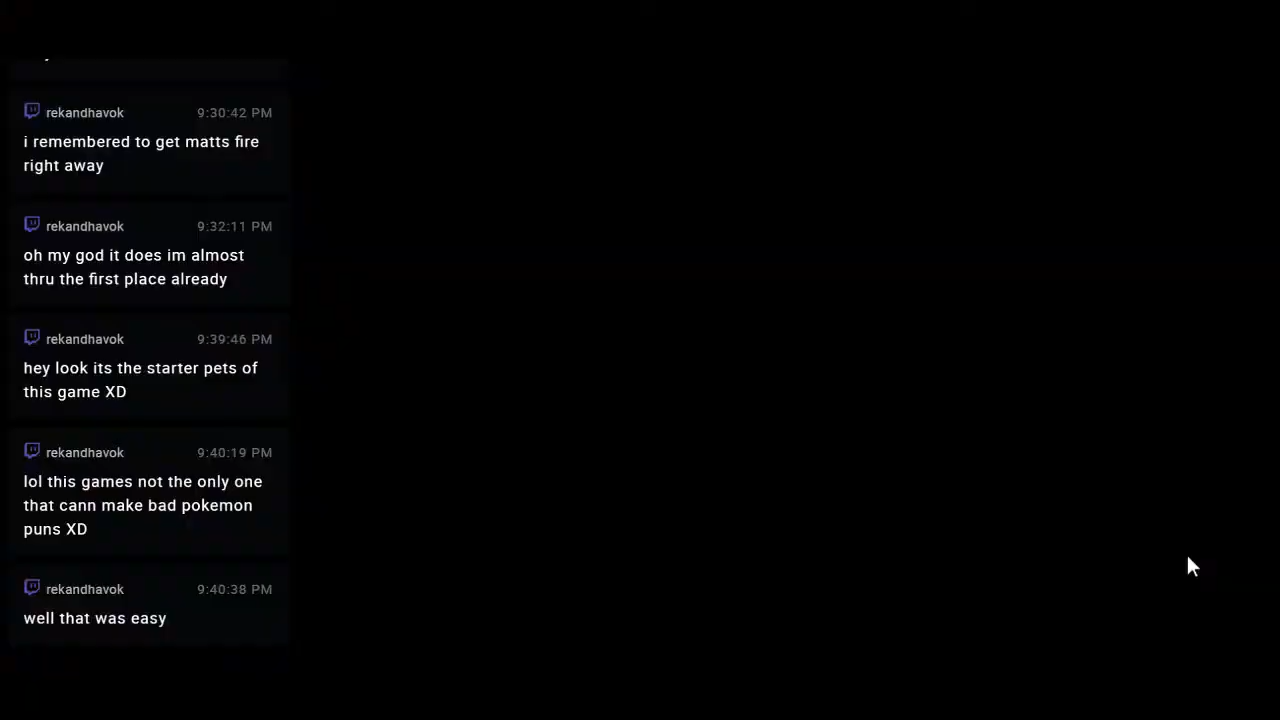 rekandhavok 9:30:42 PM
i remembered to get matts fire
right away
rekandhavok 9:32:11 PM
oh my god it does im almost
thru the first place already
rekandhavok 9:39:46 PM
hey look its the starter pets of
this game XD
rekandhavok 9:40:19 PM
lol this games not the only one
that cann make bad pokemon
puns XD
rekandhavok 9:40:38 PM
well that was easy